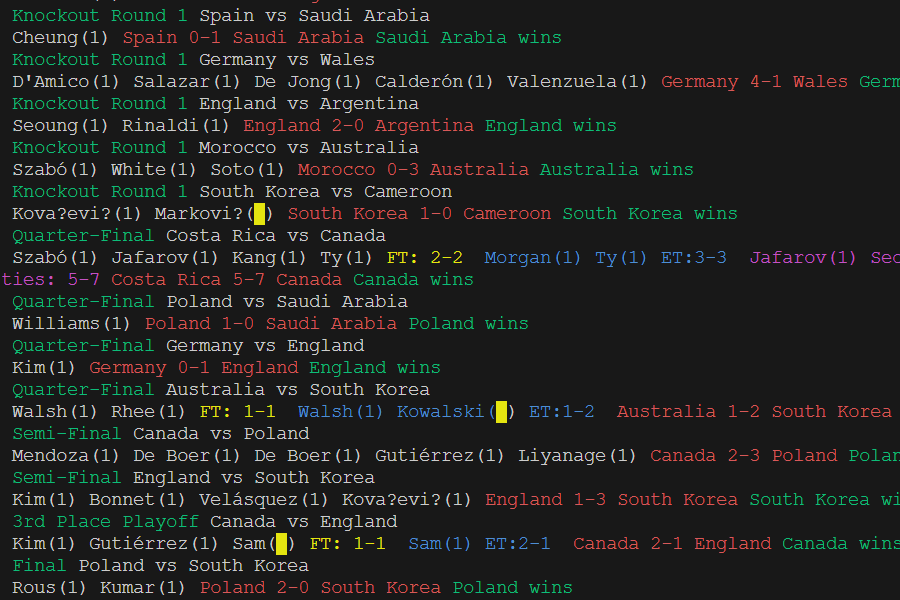 Knockout Round 1 Spain vs Saudi Arabia
Cheung(1) Spain 0-1 Saudi Arabia Saudi Arabia wins
Knockout Round 1 Germany vs Wales
D'Amico(1) Salazar(1) De Jong(1) Calderón(1) Valenzuela(1) Germany 4-1 Wales Germ
Knockout Round 1 England vs Argentina
Seoung(1) Rinaldi(1) England 2-0 Argentina England wins
Knockout Round 1 Morocco vs Australia
Szabó(1) White(1) Soto(1) Morocco 0-3 Australia Australia wins
Knockout Round 1 South Korea vs Cameroon
Kova?evi?(1) Markovi?( ) South Korea 1-0 Cameroon South Korea wins
Quarter-Final Costa Rica vs Canada
Szabó(1) Jafarov(1) Kang(1) Ty(1) FT: 2-2 Morgan(1) Ty(1) ET:3-3 Jafarov(1) Seo
ties: 5-7 Costa Rica 5-7 Canada Canada wins
Quarter-Final Poland vs Saudi Arabia
Williams(1) Poland 1-0 Saudi Arabia Poland wins
Quarter-Final Germany vs England
Kim(1) Germany 0-1 England England wins
Quarter-Final Australia vs South Korea
Walsh(1) Rhee(1) FT: 1-1 Walsh(1) Kowalski( ) ET:1-2 Australia 1-2 South Korea
Semi-Final Canada vs Poland
Mendoza(1) De Boer(1) De Boer(1) Gutiérrez(1) Liyanage(1) Canada 2-3 Poland Polan
Semi-Final England vs South Korea
Kim(1) Bonnet(1) Velásquez(1) Kova?evi?(1) England 1-3 South Korea South Korea wi
3rd Place Playoff Canada vs England
Kim(1) Gutiérrez(1) Sam( ) FT: 1-1 Sam(1) ET:2-1 Canada 2-1 England Canada wins
Final Poland vs South Korea
Rous(1) Kumar(1) Poland 2-0 South Korea Poland wins